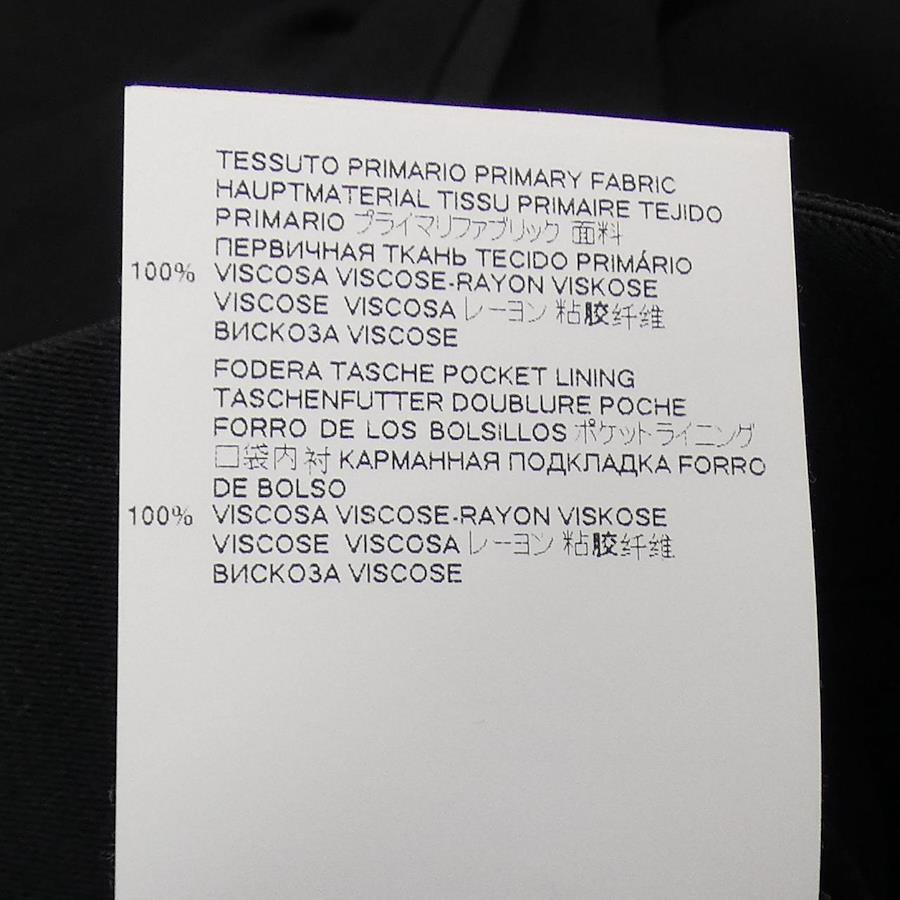 TESSUTO PRIMARIO PRIMARY FABRIC
HAUPTMATERIAL TISSU PRIMAIRE TEJIDO
PRIMARIO プライマリファブリック 面料
ПЕРВИЧНАЯ ТКАНЬ TECIDO PRIMÁRIO
100% VISCOSA VISCOSE-RAYON VISKOSE
VISCOSE VISCOSA レーヨン 粘胶纤维
ВИСКОЗА VISCOSE
FODERA TASCHE POCKET LINING
TASCHENFUTTER DOUBLURE POCHE
FORRO DE LOS BOLSILLOS ポケットライニング
口袋内衬 КАРМАННАЯ ПОДКЛАДКА FORRO
DE BOLSO
100% VISCOSA VISCOSE-RAYON VISKOSE
VISCOSE VISCOSA レーヨン 粘胶纤维
ВИСКОЗА VISCOSE